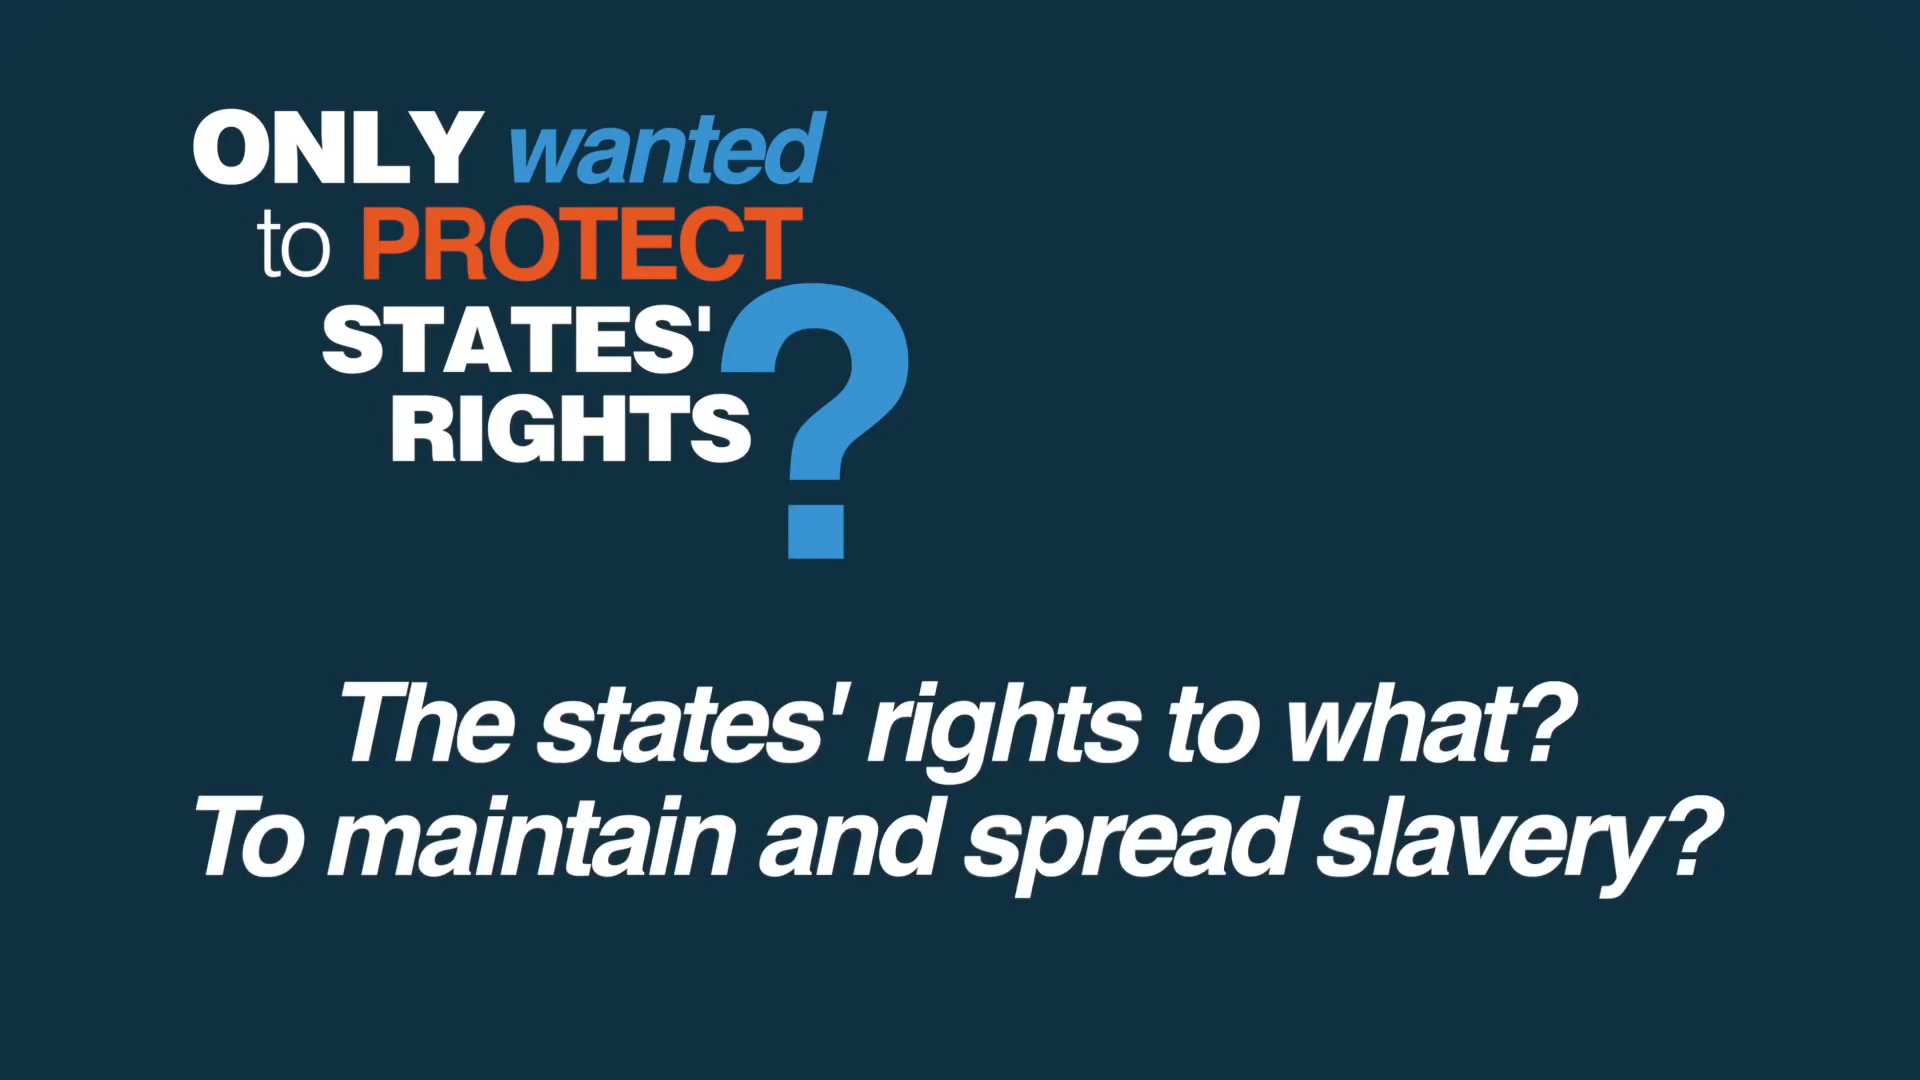 ONLY wanted
to PROTECT
STATES'
RIGHTS?
The states' rights to what?
To maintain and spread slavery?